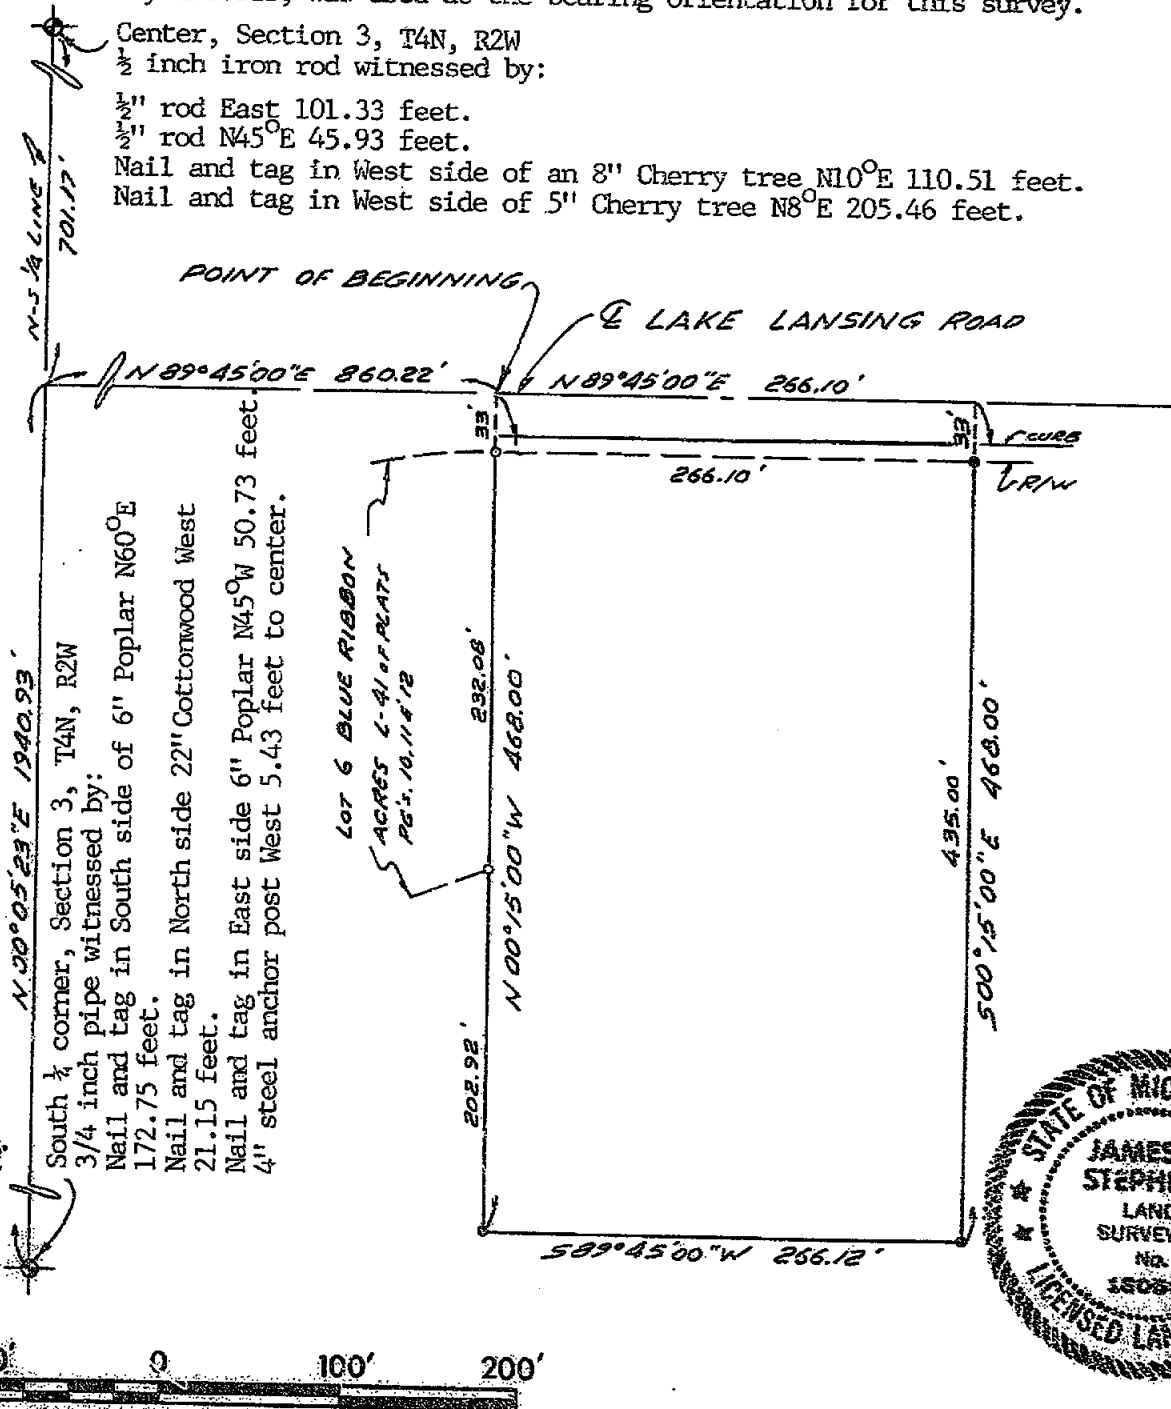 bearing orientation for this survey.
Center, Section 3, T4N, R2W
½ inch iron rod witnessed by:
½" rod East 101.33 feet.
½" rod N45°E 45.93 feet.
Nail and tag in West side of an 8" Cherry tree N10°E 110.51 feet.
Nail and tag in West side of 5" Cherry tree N8°E 205.46 feet.
N-S ¼ LINE
701.17'
POINT OF BEGINNING
℄ LAKE LANSING ROAD
N 89°45'00"E 860.22'
N 89°45'00"E 266.10'
33'
33'
CURB
R/W
266.10'
N 00°05'23"E 1940.93'
South ¼ corner, Section 3, T4N, R2W
3/4 inch pipe witnessed by:
Nail and tag in South side of 6" Poplar N60°E
172.75 feet.
Nail and tag in North side 22" Cottonwood West
21.15 feet.
Nail and tag in East side 6" Poplar N45°W 50.73 feet.
4" steel anchor post West 5.43 feet to center.
LOT 6 BLUE RIBBON
ACRES L-41 OF PLATS
PG'S. 10, 11 & 12
232.08'
N 00°15'00"W 468.00'
202.92'
435.00'
S00°15'00"E 468.00'
S89°45'00"W 266.12'
STATE OF MIC
JAMES
STEPH
LAND
SURVEY
No.
LICENSED LAN
0'
0
100'
200'